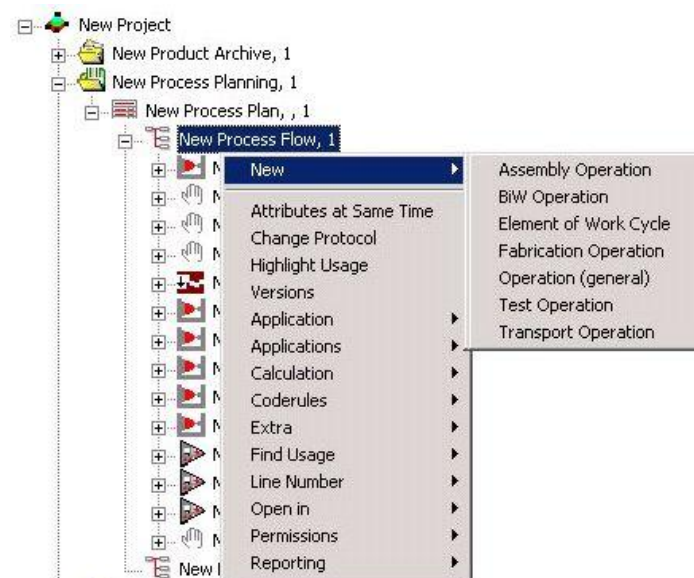 New Project
New Product Archive, 1
New Process Planning, 1
New Process Plan, , 1
New Process Flow, 1
New
Attributes at Same Time
Change Protocol
Highlight Usage
Versions
Application
Applications
Calculation
Coderules
Extra
Find Usage
Line Number
Open in
Permissions
Reporting
Assembly Operation
BiW Operation
Element of Work Cycle
Fabrication Operation
Operation (general)
Test Operation
Transport Operation
New